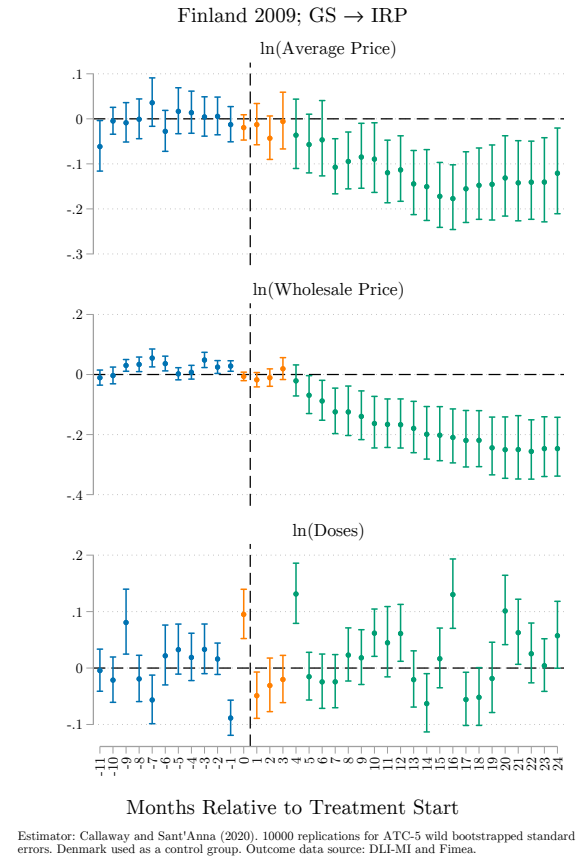 Finland 2009; GS → IRP
ln(Average Price)
.1
0
-.1
-.2
-.3
ln(Wholesale Price)
.2
0
-.2
-.4
ln(Doses)
.2
.1
0
-.1
-11 -10 -9 -8 -7 -6 -5 -4 -3 -2 -1 0 1 2 3 4 5 6 7 8 9 10 11 12 13 14 15 16 17 18 19 20 21 22 23 24
Months Relative to Treatment Start
Estimator: Callaway and Sant'Anna (2020). 10000 replications for ATC-5 wild bootstrapped standard
errors. Denmark used as a control group. Outcome data source: DLI-MI and Fimea.